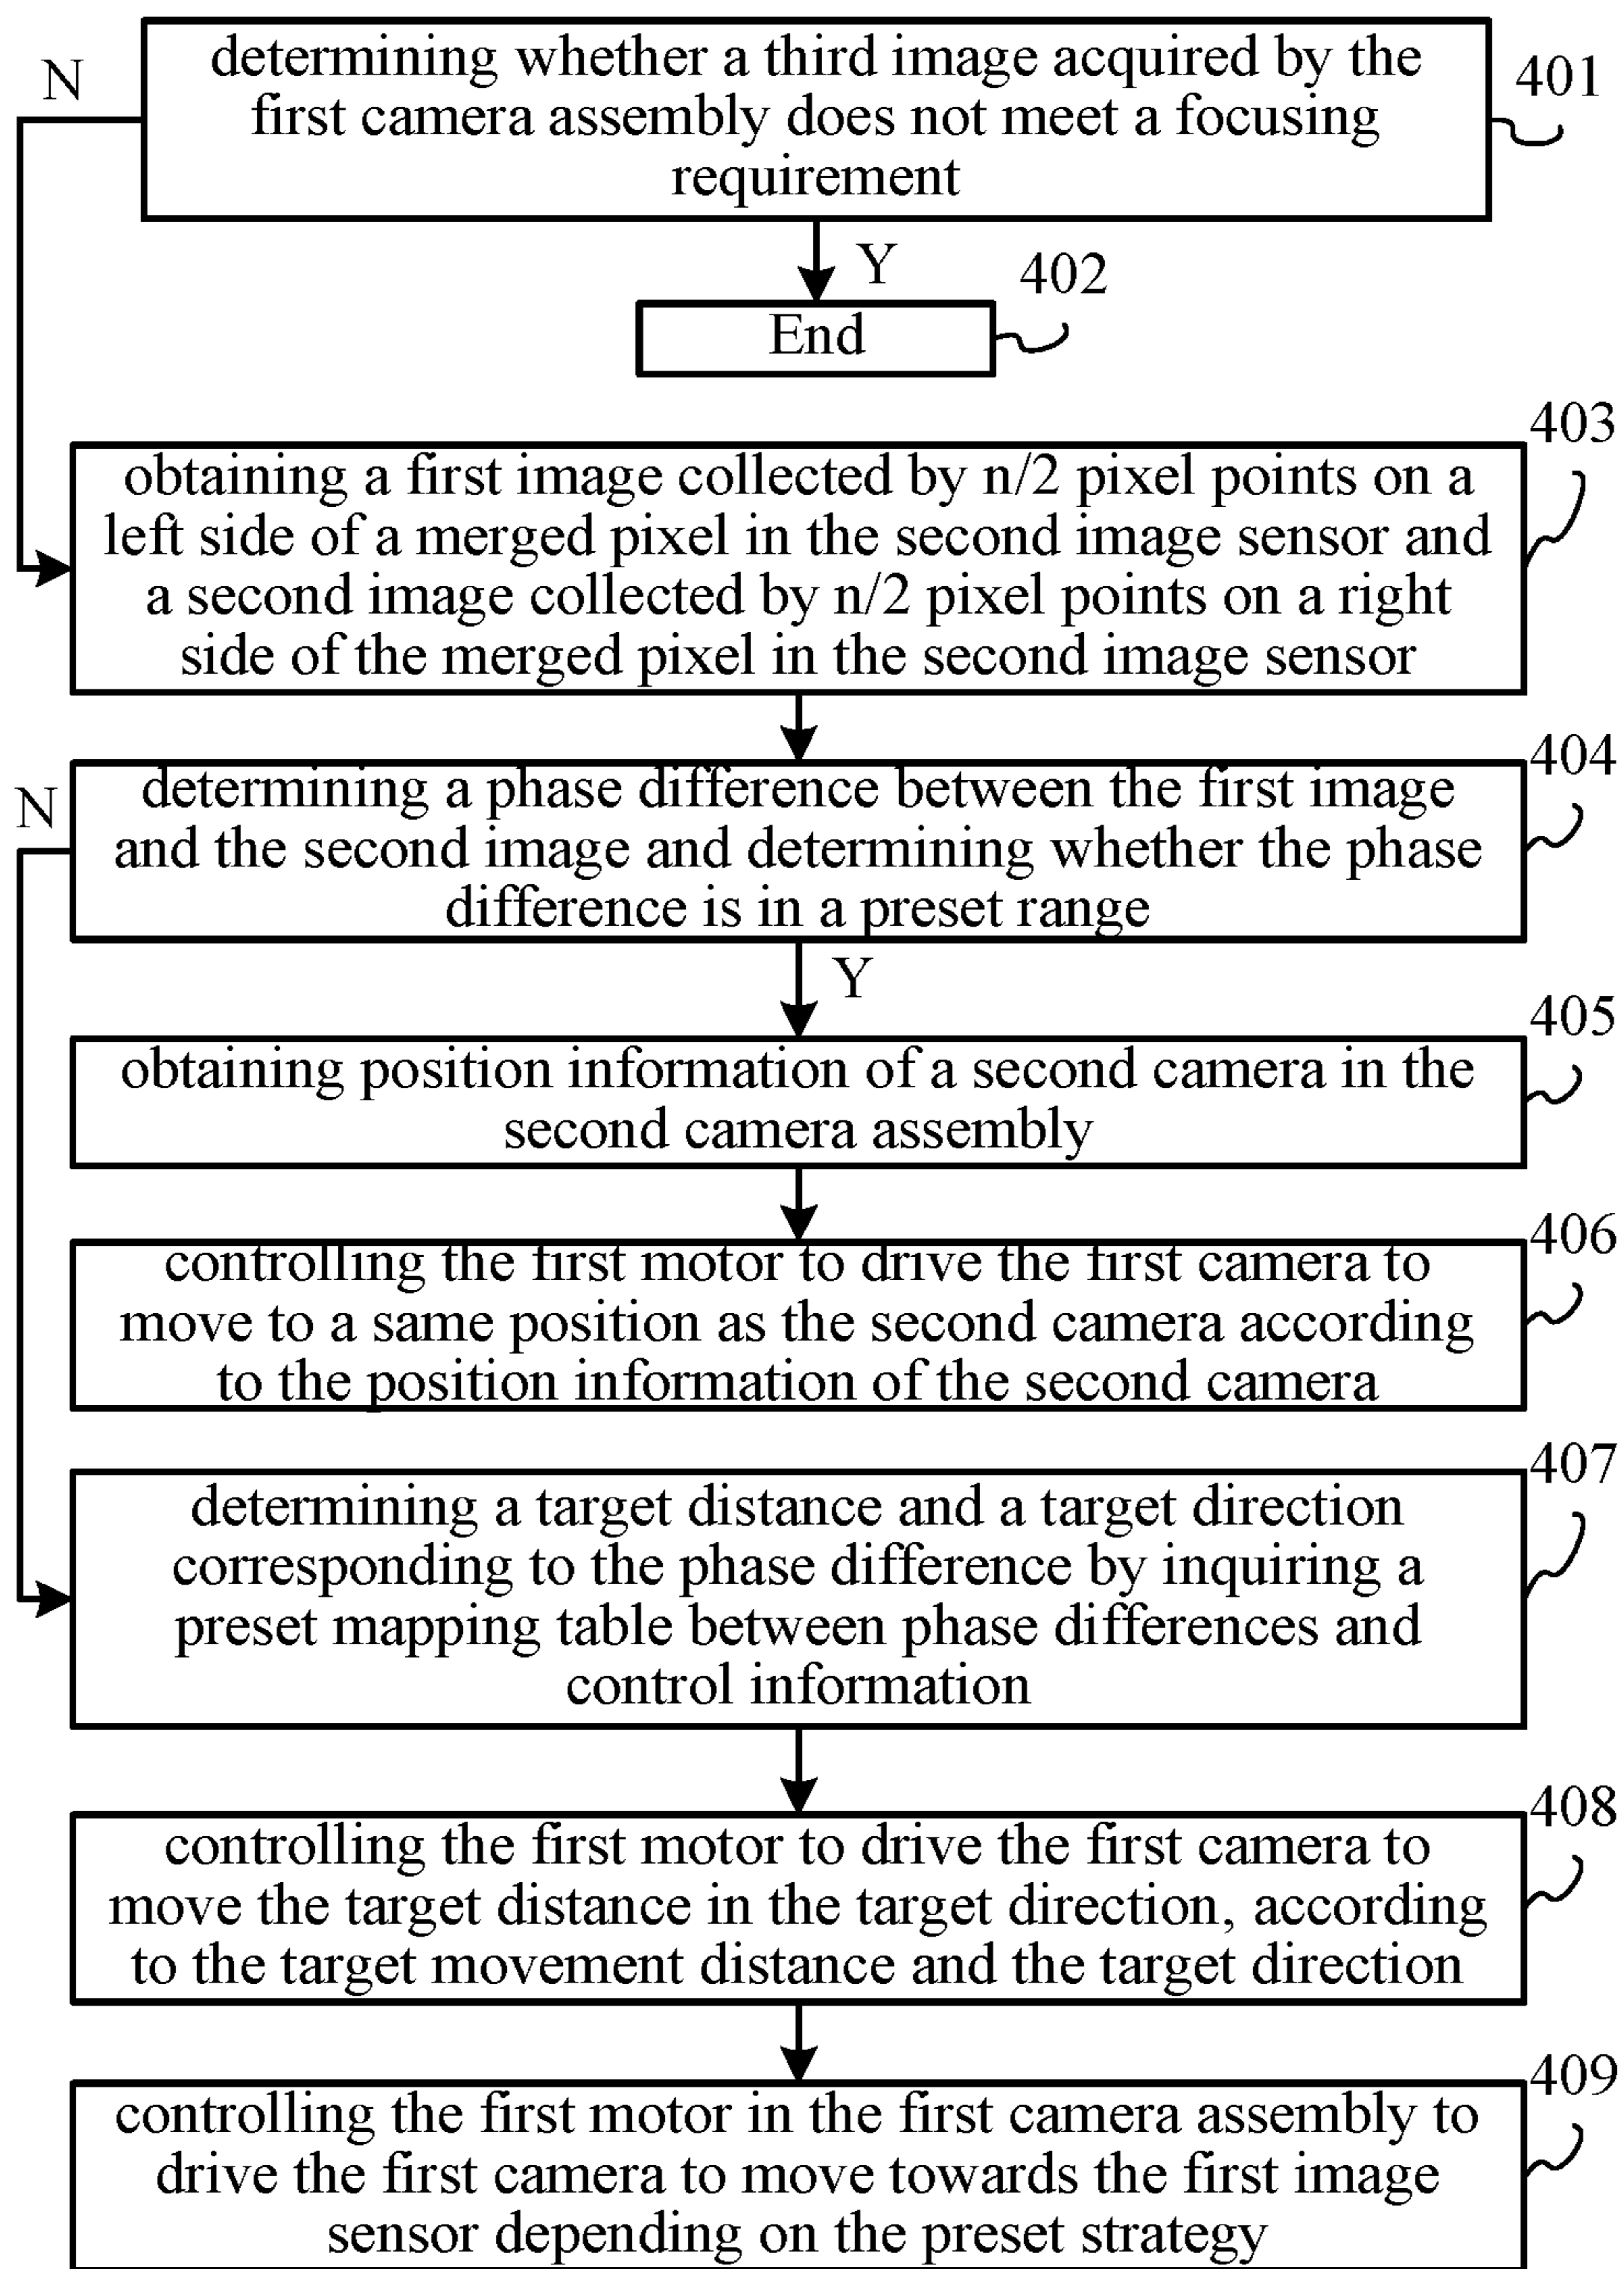 N
determining whether a third image acquired by the
first camera assembly does not meet a focusing
requirement
401
Y
402
End
403
obtaining a first image collected by n/2 pixel points on a
left side of a merged pixel in the second image sensor and
a second image collected by n/2 pixel points on a right
side of the merged pixel in the second image sensor
404
N
determining a phase difference between the first image
and the second image and determining whether the phase
difference is in a preset range
Y
405
obtaining position information of a second camera in the
second camera assembly
406
controlling the first motor to drive the first camera to
move to a same position as the second camera according
to the position information of the second camera
407
determining a target distance and a target direction
corresponding to the phase difference by inquiring a
preset mapping table between phase differences and
control information
408
controlling the first motor to drive the first camera to
move the target distance in the target direction, according
to the target movement distance and the target direction
409
controlling the first motor in the first camera assembly to
drive the first camera to move towards the first image
sensor depending on the preset strategy